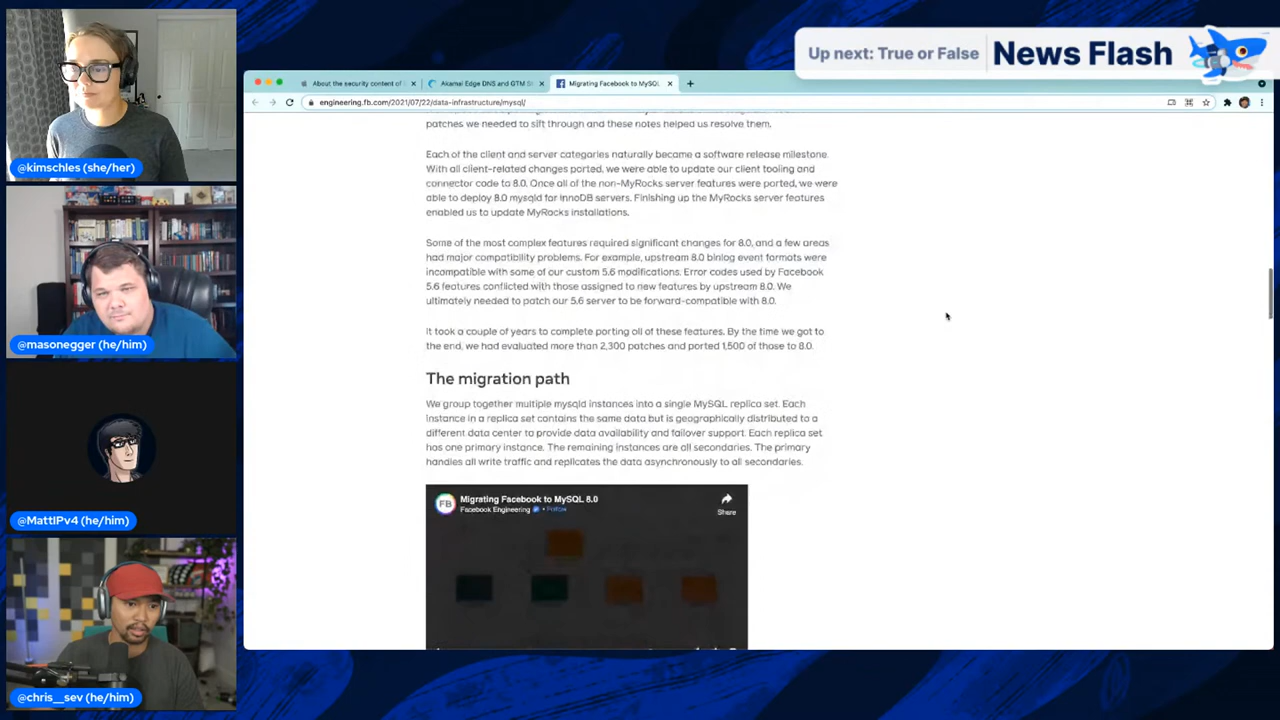 Up next: True or False
News Flash
@kimschles (she/her)
@masonegger (he/him)
@MattIPv4 (he/him)
@chris__sev (he/him)
About the security content of
Akamai Edge DNS and GTM
Migrating Facebook to MySQL
engineering.fb.com/2021/07/22/data-infrastructure/mysql/
patches we needed to sift through and these notes helped us resolve them.
Each of the client and server categories naturally became a software release milestone.
With all client-related changes ported, we were able to update our client tooling and
connector code to 8.0. Once all of the non-MyRocks server features were ported, we were
able to deploy 8.0 mysqld for InnoDB servers. Finishing up the MyRocks server features
enabled us to update MyRocks installations.
Some of the most complex features required significant changes for 8.0, and a few areas
had major compatibility problems. For example, upstream 8.0 binlog event formats were
incompatible with some of our custom 5.6 modifications. Error codes used by Facebook
5.6 features conflicted with those assigned to new features by upstream 8.0. We
ultimately needed to patch our 5.6 server to be forward-compatible with 8.0.
It took a couple of years to complete porting all of these features. By the time we got to
the end, we had evaluated more than 2,300 patches and ported 1,500 of those to 8.0.
The migration path
We group together multiple mysqld instances into a single MySQL replica set. Each
instance in a replica set contains the same data but is geographically distributed to a
different data center to provide data availability and failover support. Each replica set
has one primary instance. The remaining instances are all secondaries. The primary
handles all write traffic and replicates the data asynchronously to all secondaries.
FB
Migrating Facebook to MySQL 8.0
Facebook Engineering · Follow
Share